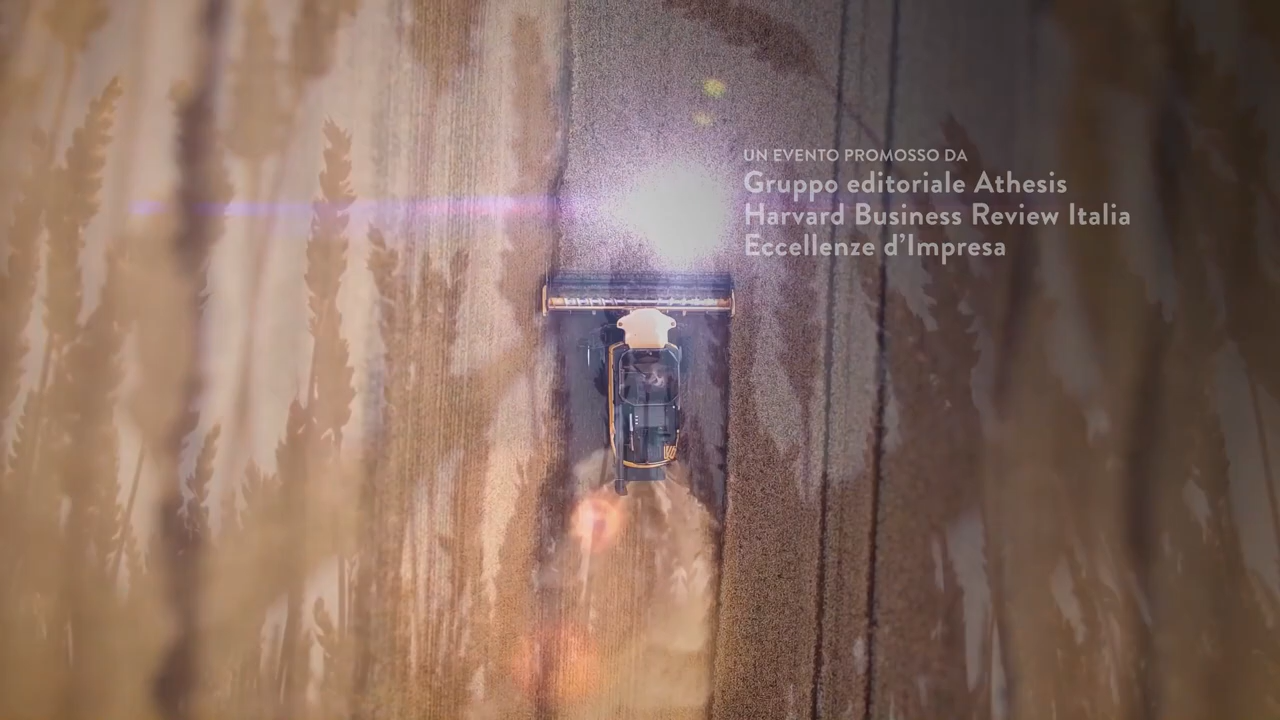 UN EVENTO PROMOSSO DA
Gruppo editoriale Athesis
Harvard Business Review Italia
Eccellenze d’Impresa